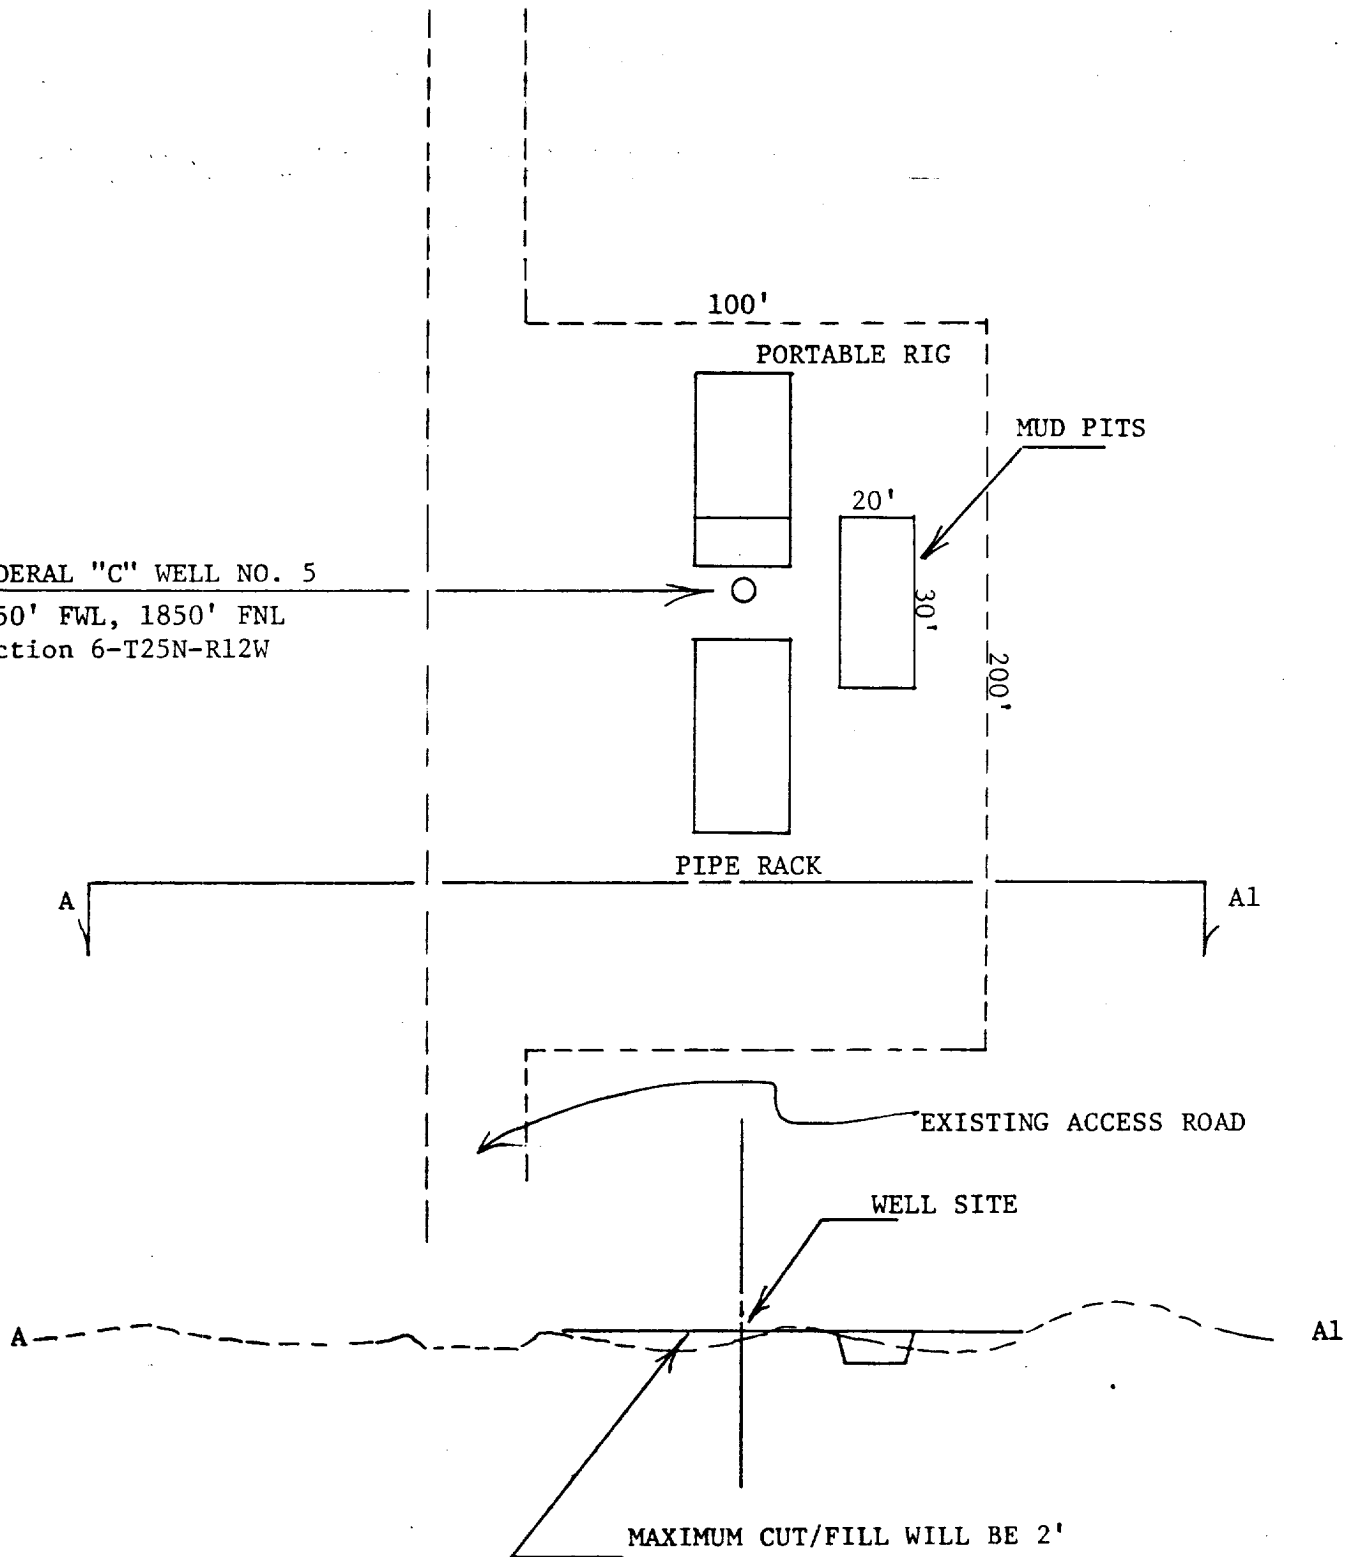 100'
PORTABLE RIG
MUD PITS
20'
30'
200'
DERAL "C" WELL NO. 5
50' FWL, 1850' FNL
ction 6-T25N-R12W
PIPE RACK
A
A1
EXISTING ACCESS ROAD
WELL SITE
A
A1
MAXIMUM CUT/FILL WILL BE 2'